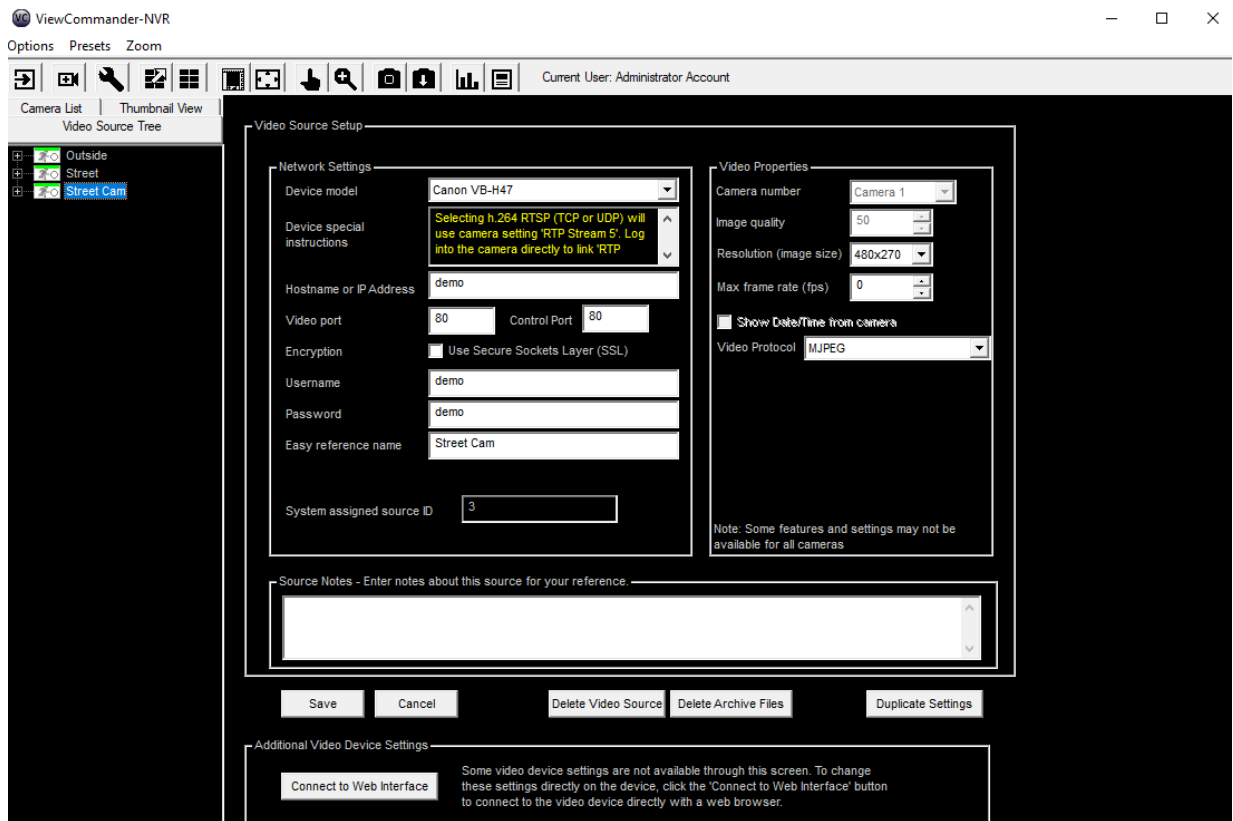 VC ViewCommander-NVR
Options Presets Zoom
Current User: Administrator Account
Camera List Thumbnail View
Video Source Tree
Outside
Street
Street Cam
Video Source Setup
Network Settings
Device model Canon VB-H47
Device special
instructions
Selecting h.264 RTSP (TCP or UDP) will
use camera setting 'RTP Stream 5'. Log
into the camera directly to link 'RTP
Hostname or IP Address demo
Video port 80 Control Port 80
Encryption Use Secure Sockets Layer (SSL)
Username demo
Password demo
Easy reference name Street Cam
System assigned source ID 3
Video Properties
Camera number Camera 1
Image quality 50
Resolution (image size) 480x270
Max frame rate (fps) 0
Show Date/Time from camera
Video Protocol MJPEG
Note: Some features and settings may not be
available for all cameras
Source Notes - Enter notes about this source for your reference.
Save Cancel Delete Video Source Delete Archive Files Duplicate Settings
Additional Video Device Settings
Connect to Web Interface
Some video device settings are not available through this screen. To change
these settings directly on the device, click the 'Connect to Web Interface' button
to connect to the video device directly with a web browser.